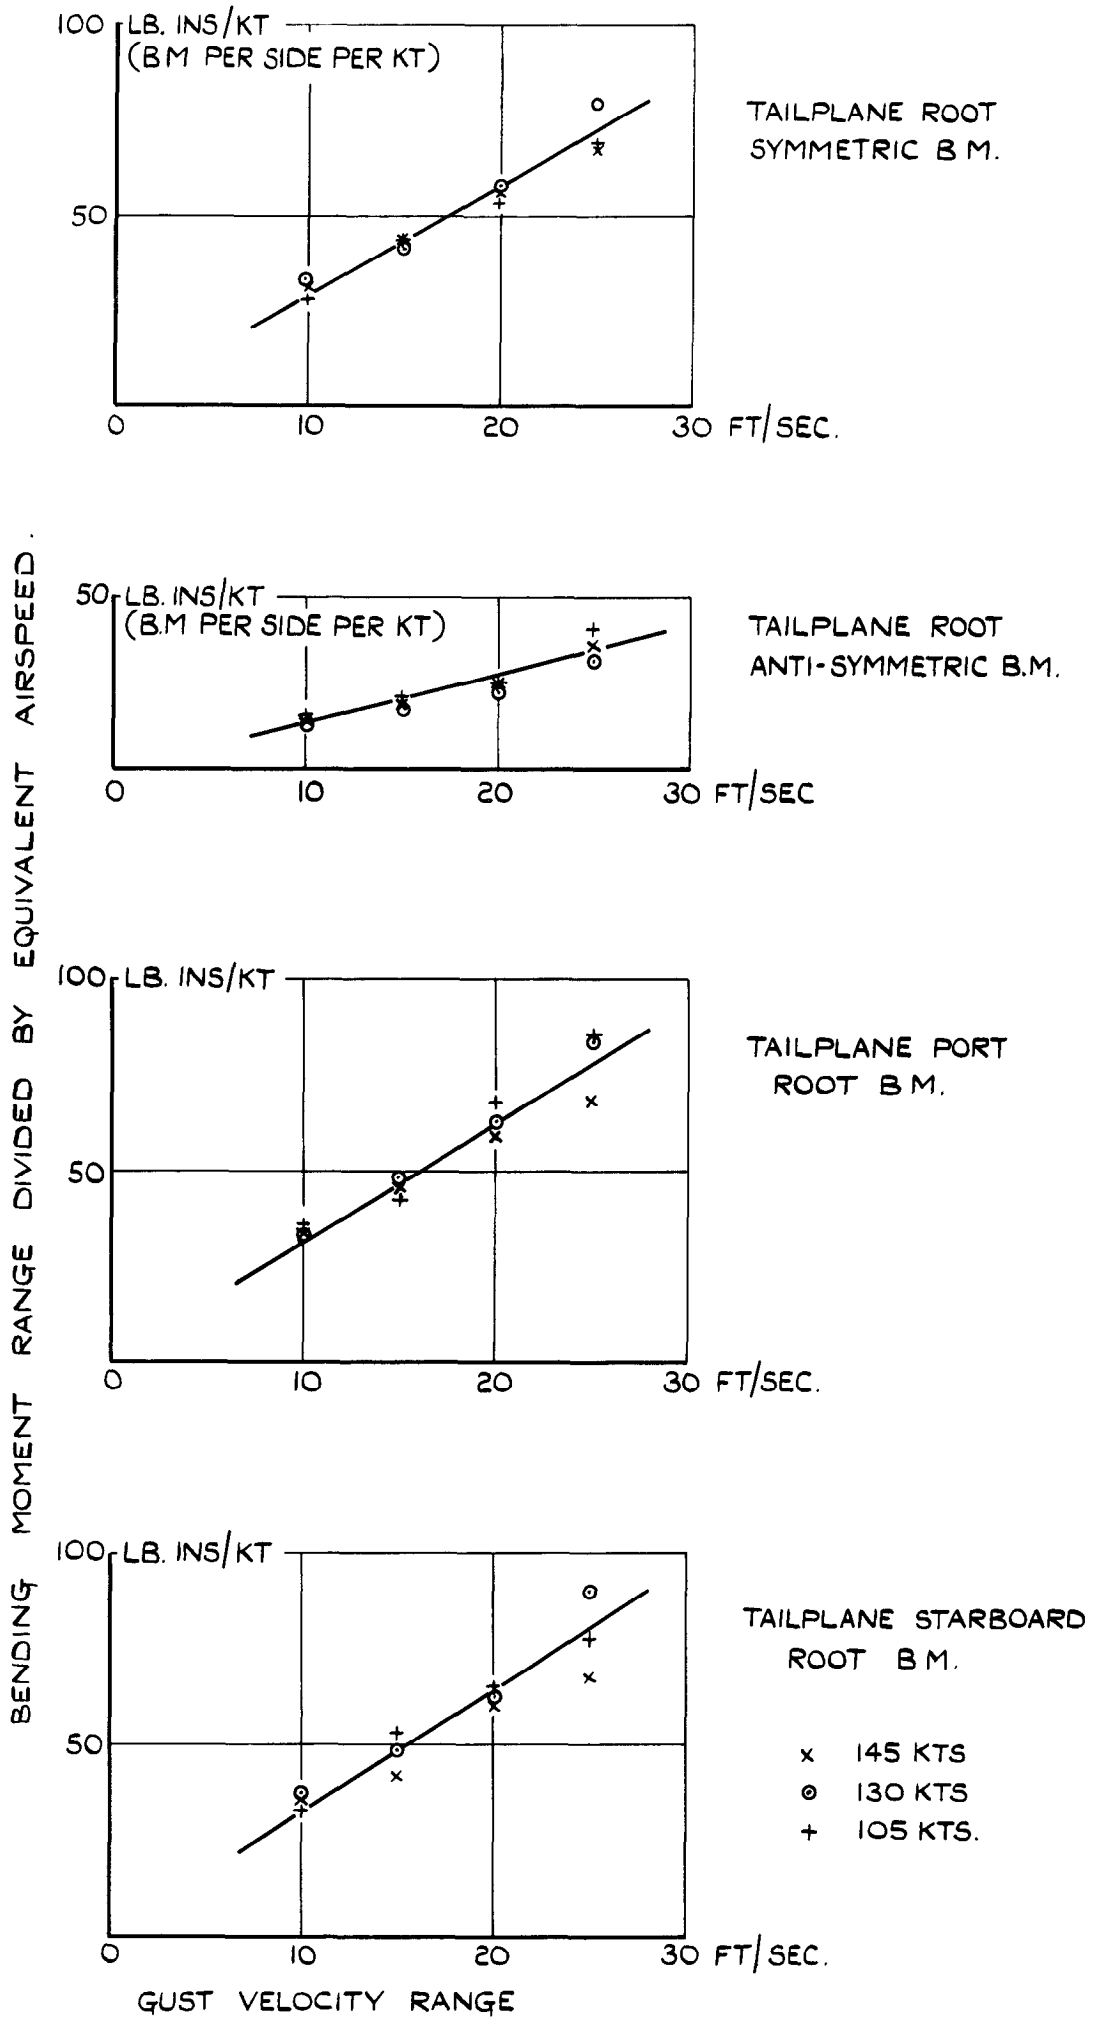 100 LB. INS/KT
(BM PER SIDE PER KT)
TAILPLANE ROOT
SYMMETRIC B M.
50
0 10 20 30 FT/SEC.
50 LB. INS/KT
(B.M PER SIDE PER KT)
TAILPLANE ROOT
ANTI-SYMMETRIC B.M.
0 10 20 30 FT/SEC
BENDING MOMENT RANGE DIVIDED BY EQUIVALENT AIRSPEED.
100 LB. INS/KT
TAILPLANE PORT
ROOT B M.
50
0 10 20 30 FT/SEC.
100 LB. INS/KT
TAILPLANE STARBOARD
ROOT B M.
50
× 145 KTS
⊙ 130 KTS
+ 105 KTS.
0 10 20 30 FT/SEC.
GUST VELOCITY RANGE